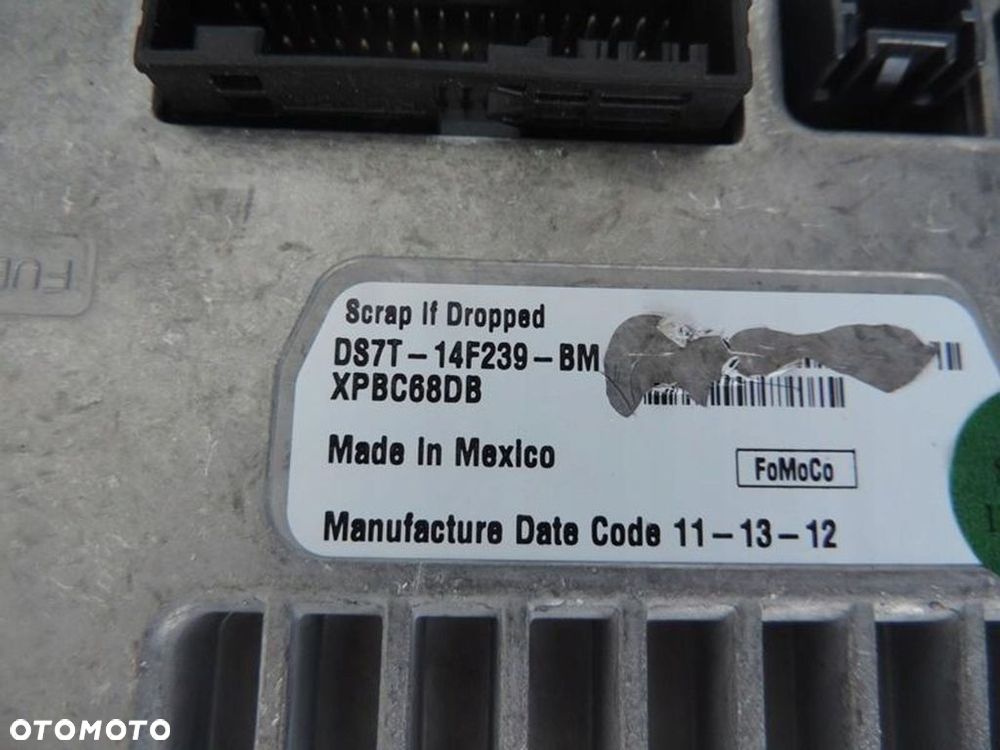 Scrap If Dropped
DS7T-14F239-BM
XPBC68DB
Made In Mexico
FoMoCo
Manufacture Date Code 11-13-12
OTOMOTO